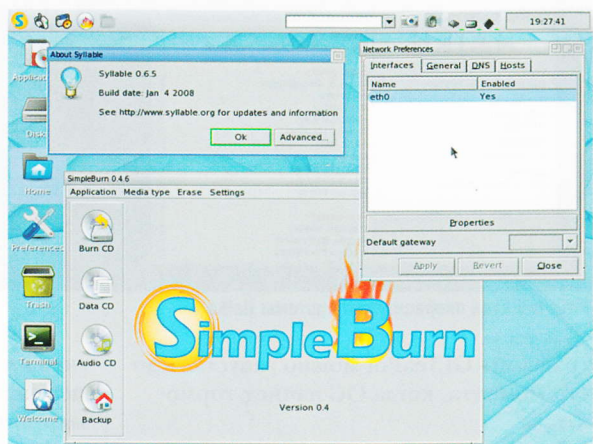 19:27:41
About Syllable
Syllable 0.6.5
Build date: Jan 4 2008
See http://www.syllable.org for updates and information
Ok
Advanced...
Network Preferences
Interfaces
General
DNS
Hosts
Name
Enabled
eth0
Yes
Properties
Default gateway
Apply
Revert
Close
Disks
Home
Preferences
Trash
Terminal
Welcome
SimpleBurn 0.4.6
Application Media type Erase Settings
Burn CD
Data CD
Audio CD
Backup
SimpleBurn
Version 0.4